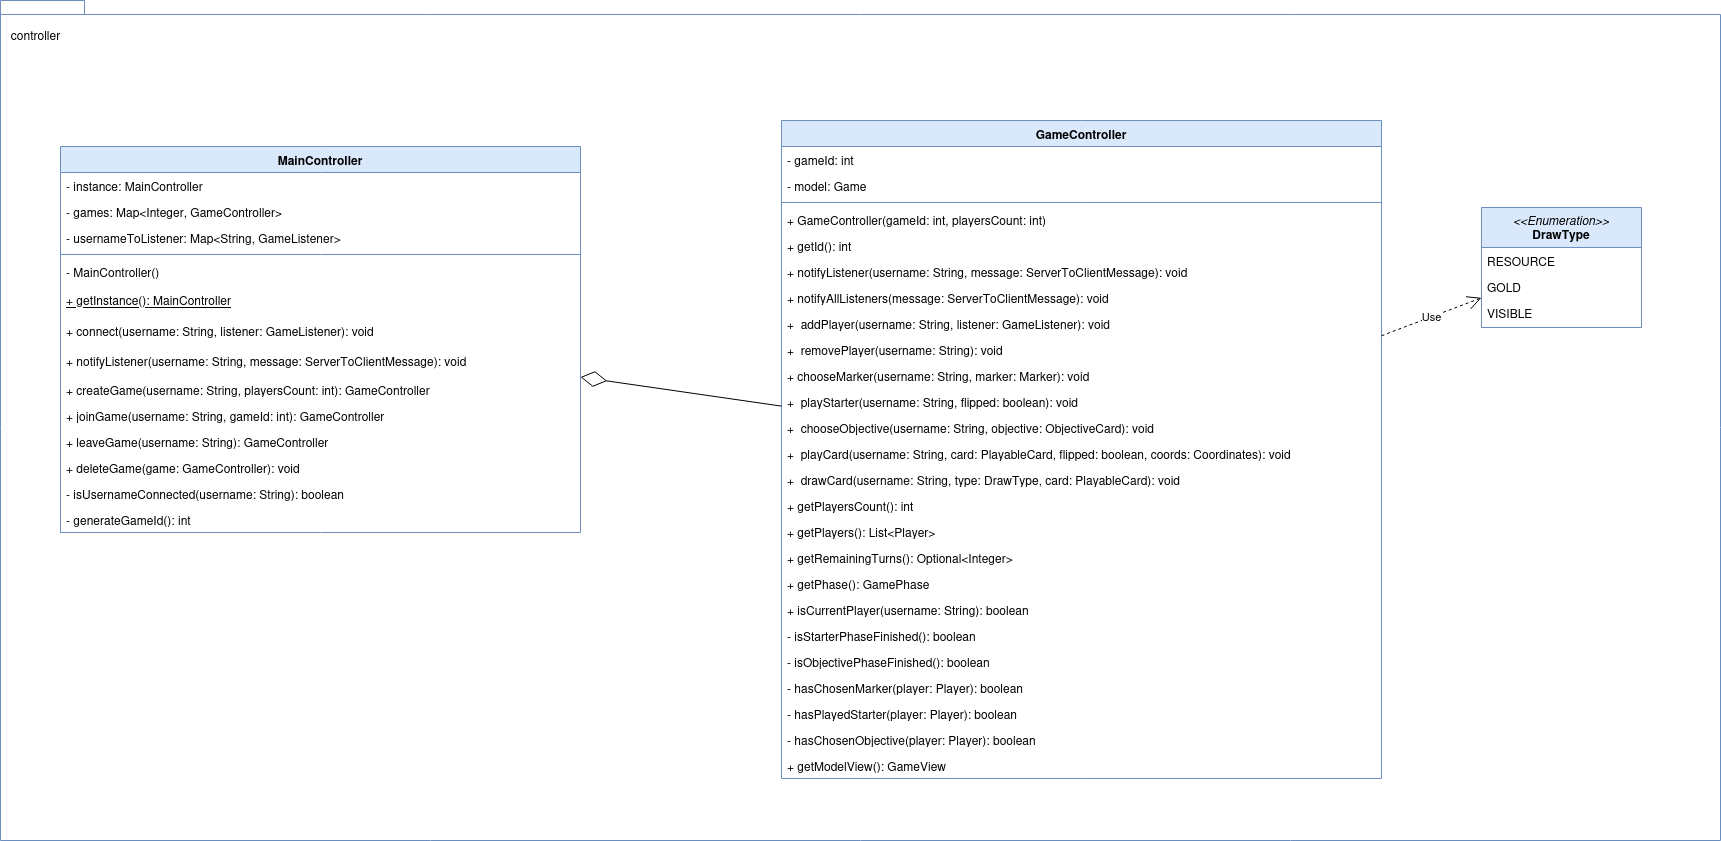 controller
MainController
- instance: MainController
- games: Map<Integer, GameController>
- usernameToListener: Map<String, GameListener>
- MainController()
+ getInstance(): MainController
+ connect(username: String, listener: GameListener): void
+ notifyListener(username: String, message: ServerToClientMessage): void
+ createGame(username: String, playersCount: int): GameController
+ joinGame(username: String, gameId: int): GameController
+ leaveGame(username: String): GameController
+ deleteGame(game: GameController): void
- isUsernameConnected(username: String): boolean
- generateGameId(): int
GameController
- gameId: int
- model: Game
+ GameController(gameId: int, playersCount: int)
+ getId(): int
+ notifyListener(username: String, message: ServerToClientMessage): void
+ notifyAllListeners(message: ServerToClientMessage): void
+ addPlayer(username: String, listener: GameListener): void
+ removePlayer(username: String): void
+ chooseMarker(username: String, marker: Marker): void
+ playStarter(username: String, flipped: boolean): void
+ chooseObjective(username: String, objective: ObjectiveCard): void
+ playCard(username: String, card: PlayableCard, flipped: boolean, coords: Coordinates): void
+ drawCard(username: String, type: DrawType, card: PlayableCard): void
+ getPlayersCount(): int
+ getPlayers(): List<Player>
+ getRemainingTurns(): Optional<Integer>
+ getPhase(): GamePhase
+ isCurrentPlayer(username: String): boolean
- isStarterPhaseFinished(): boolean
- isObjectivePhaseFinished(): boolean
- hasChosenMarker(player: Player): boolean
- hasPlayedStarter(player: Player): boolean
- hasChosenObjective(player: Player): boolean
+ getModelView(): GameView
Use
<<Enumeration>>
DrawType
RESOURCE
GOLD
VISIBLE